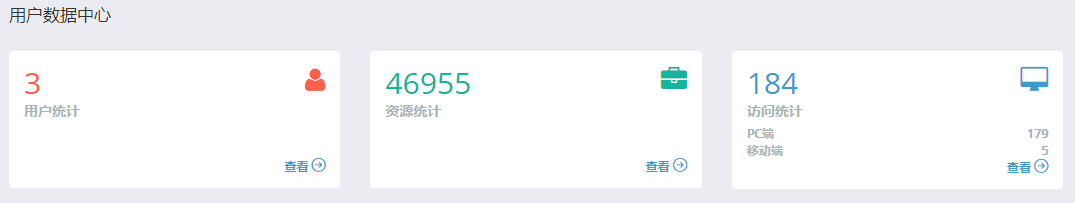 用户数据中心
3
用户统计
查看
46955
资源统计
查看
184
访问统计
PC端 179
移动端 5
查看